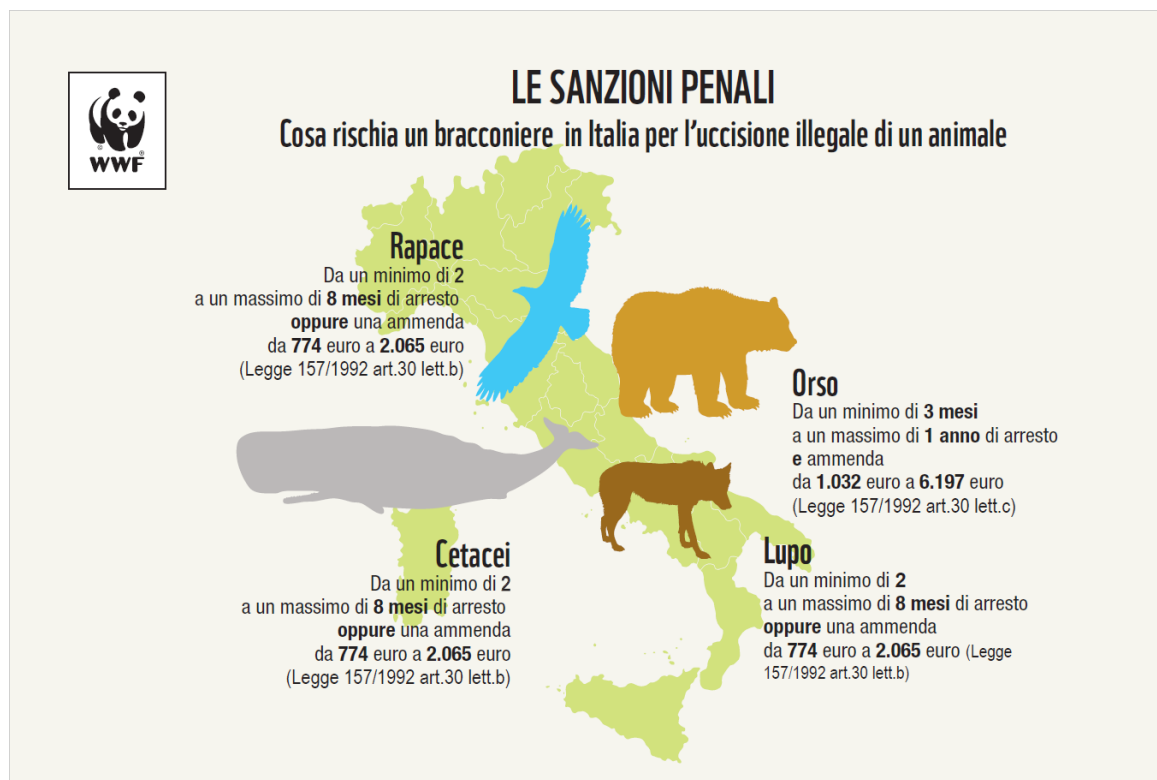 WWF
LE SANZIONI PENALI
Cosa rischia un bracconiere in Italia per l'uccisione illegale di un animale
Rapace
Da un minimo di 2
a un massimo di 8 mesi di arresto
oppure una ammenda
da 774 euro a 2.065 euro
(Legge 157/1992 art.30 lett.b)
Orso
Da un minimo di 3 mesi
a un massimo di 1 anno di arresto
e ammenda
da 1.032 euro a 6.197 euro
(Legge 157/1992 art.30 lett.c)
Cetacei
Da un minimo di 2
a un massimo di 8 mesi di arresto
oppure una ammenda
da 774 euro a 2.065 euro
(Legge 157/1992 art.30 lett.b)
Lupo
Da un minimo di 2
a un massimo di 8 mesi di arresto
oppure una ammenda
da 774 euro a 2.065 euro (Legge
157/1992 art.30 lett.b)